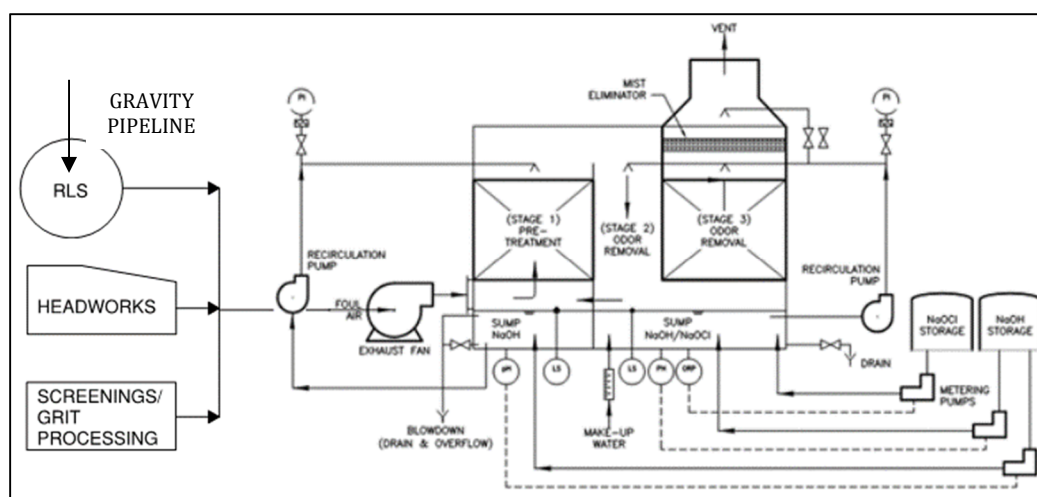 VENT
MIST
ELIMINATOR
PI
PI
GRAVITY
PIPELINE
RLS
(STAGE 1)
PRE-
TREATMENT
(STAGE 2)
ODOR
REMOVAL
(STAGE 3)
ODOR
REMOVAL
RECIRCULATION
PUMP
RECIRCULATION
PUMP
HEADWORKS
FOUL
AIR
EXHAUST FAN
SUMP
NaOH
SUMP
NaOH/NaOCl
NaOCl
STORAGE
NaOH
STORAGE
pH
LS
LS
PH
ORP
DRAIN
METERING
PUMPS
SCREENINGS/
GRIT
PROCESSING
BLOWDOWN
(DRAIN & OVERFLOW)
MAKE-UP
WATER